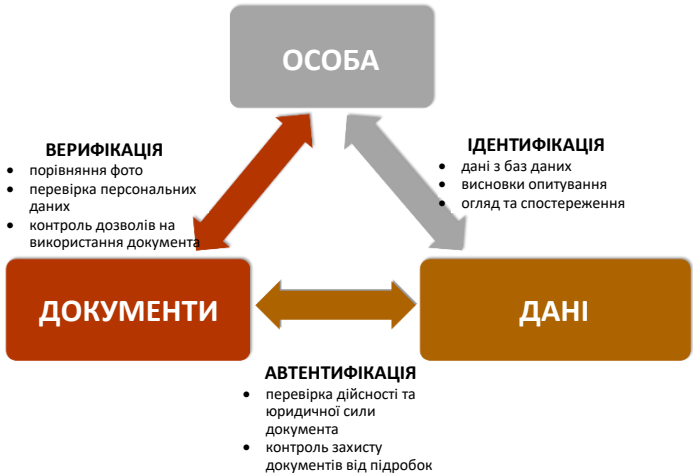 ОСОБА
ВЕРИФІКАЦІЯ
• порівняння фото
• перевірка персональних
даних
• контроль дозволів на
використання документа
ІДЕНТИФІКАЦІЯ
• дані з баз даних
• висновки опитування
• огляд та спостереження
ДОКУМЕНТИ
ДАНІ
АВТЕНТИФІКАЦІЯ
• перевірка дійсності та
юридичної сили
документа
• контроль захисту
документів від підробок